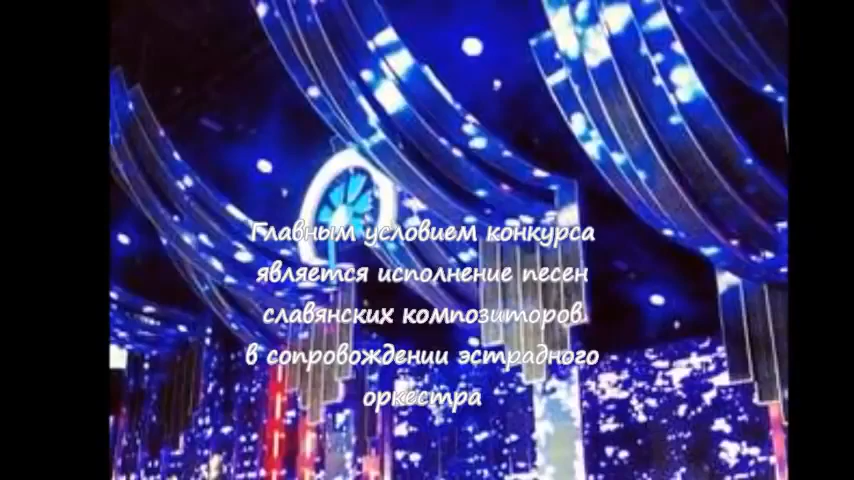 Главным условием конкурса
является исполнение песен
славянских композиторов
в сопровождении эстрадного
оркестра